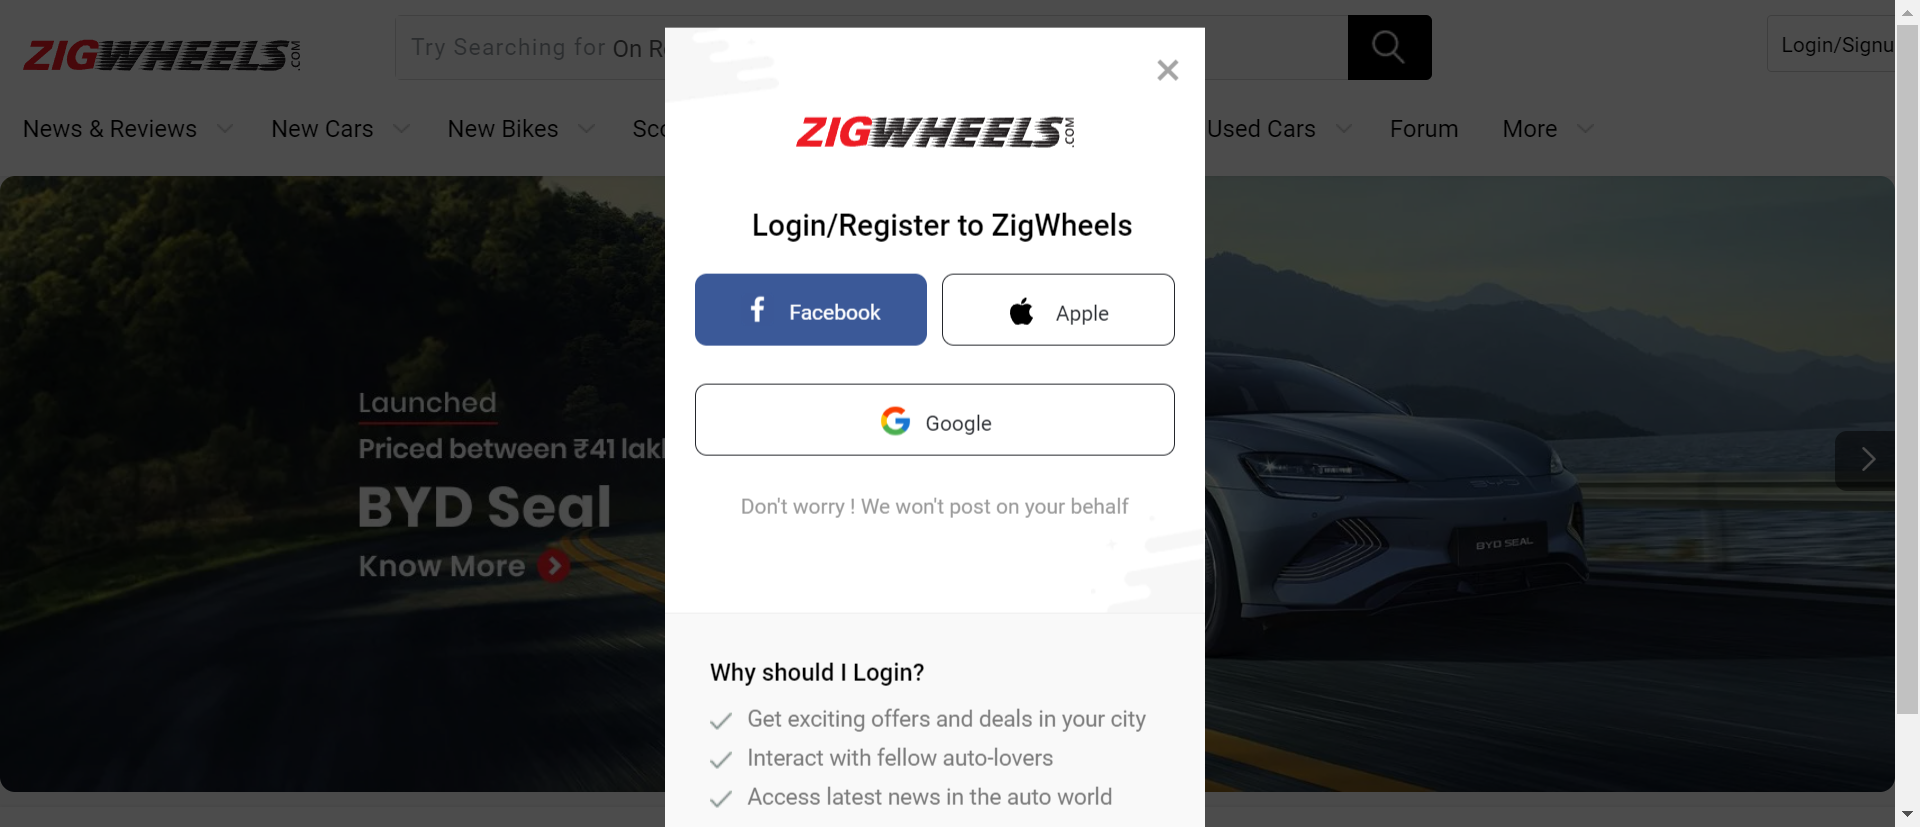 ZIGWHEELS.COM
Try Searching for On R
Login/Signu
News & Reviews
New Cars
New Bikes
Sco
Used Cars
Forum
More
ZIGWHEELS.COM
Login/Register to ZigWheels
Facebook
Apple
Google
Don't worry ! We won't post on your behalf
Launched
Priced between ₹41 lakh
BYD Seal
Know More
BYD
BYD SEAL
Why should I Login?
Get exciting offers and deals in your city
Interact with fellow auto-lovers
Access latest news in the auto world